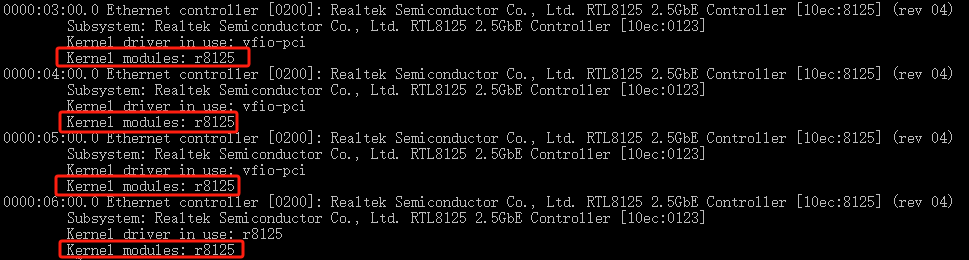 0000:03:00.0 Ethernet controller [0200]: Realtek Semiconductor Co., Ltd. RTL8125 2.5GbE Controller [10ec:8125] (rev 04)
Subsystem: Realtek Semiconductor Co., Ltd. RTL8125 2.5GbE Controller [10ec:0123]
Kernel driver in use: vfio-pci
Kernel modules: r8125
0000:04:00.0 Ethernet controller [0200]: Realtek Semiconductor Co., Ltd. RTL8125 2.5GbE Controller [10ec:8125] (rev 04)
Subsystem: Realtek Semiconductor Co., Ltd. RTL8125 2.5GbE Controller [10ec:0123]
Kernel driver in use: vfio-pci
Kernel modules: r8125
0000:05:00.0 Ethernet controller [0200]: Realtek Semiconductor Co., Ltd. RTL8125 2.5GbE Controller [10ec:8125] (rev 04)
Subsystem: Realtek Semiconductor Co., Ltd. RTL8125 2.5GbE Controller [10ec:0123]
Kernel driver in use: vfio-pci
Kernel modules: r8125
0000:06:00.0 Ethernet controller [0200]: Realtek Semiconductor Co., Ltd. RTL8125 2.5GbE Controller [10ec:8125] (rev 04)
Subsystem: Realtek Semiconductor Co., Ltd. RTL8125 2.5GbE Controller [10ec:0123]
Kernel driver in use: r8125
Kernel modules: r8125